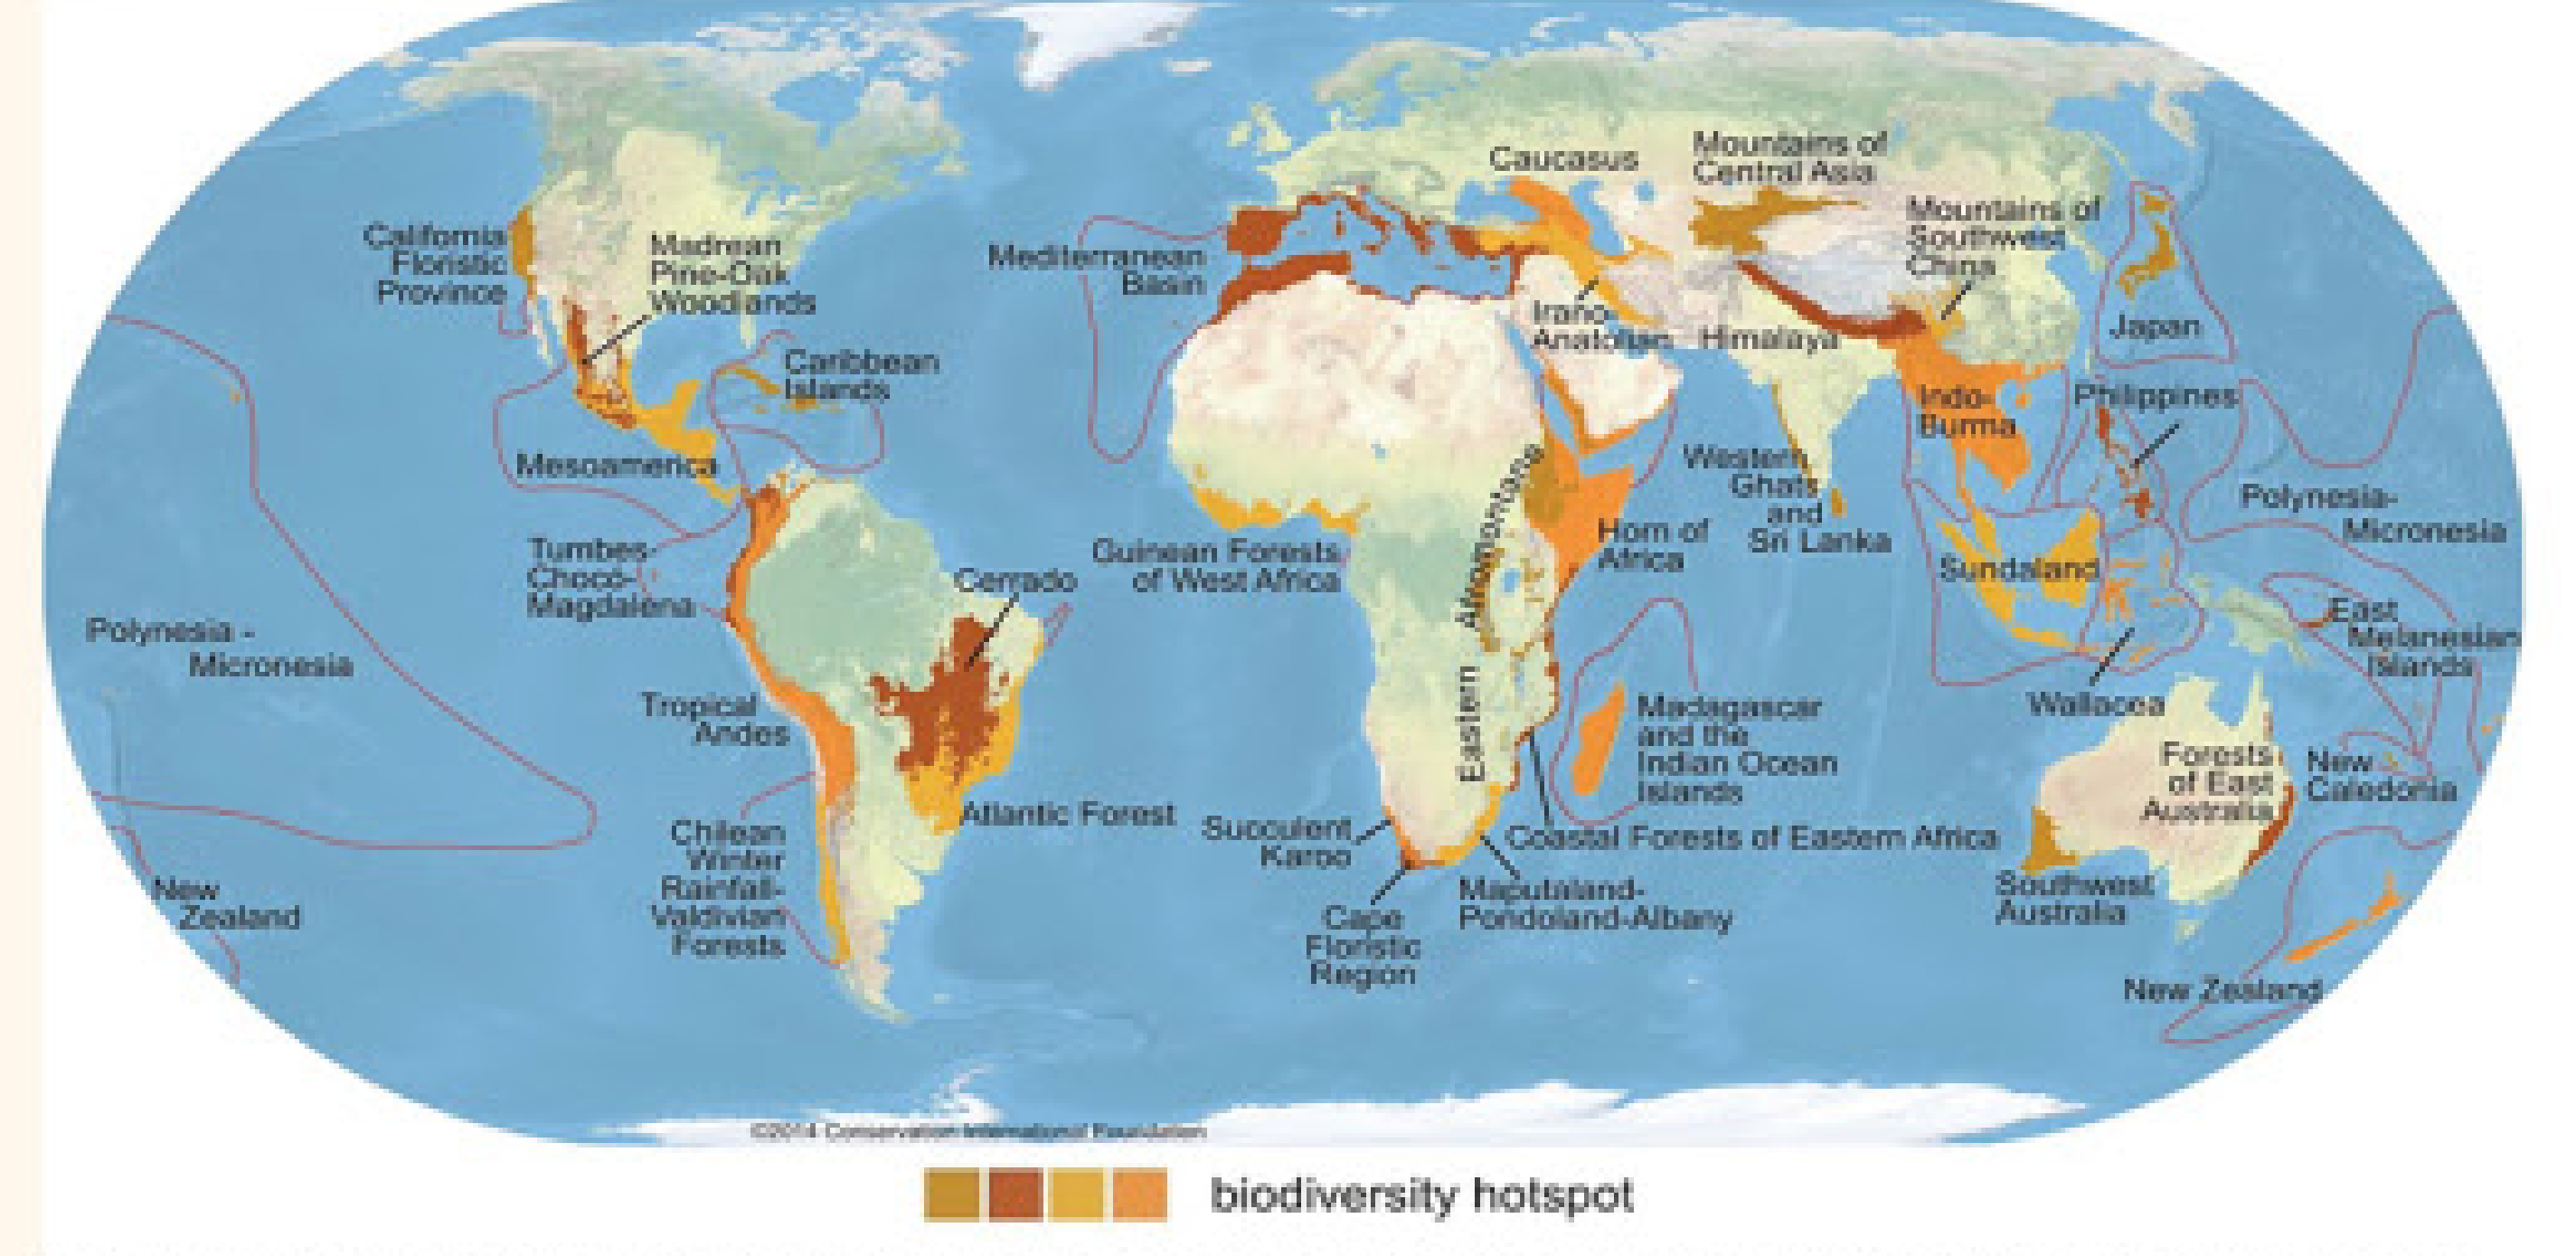 Caucasus
Mountains of
Central Asia
Mountains of
Southwest
China
California
Floristic
Province
Madrean
Pine-Oak
Woodlands
Mediterranean
Basin
Irano-
Anatolian
Himalaya
Japan
Caribbean
Islands
Indo-
Burma
Philippines
Mesoamerica
Western
Ghats
and
Sri Lanka
Polynesia-
Micronesia
Tumbes-
Chocó-
Magdalena
Guinean Forests
of West Africa
Horn of
Africa
Sundaland
Cerrado
Eastern Afromontane
East
Melanesian
Islands
Polynesia -
Micronesia
Tropical
Andes
Wallacea
Madagascar
and the
Indian Ocean
Islands
Forests
of East
Australia
New
Caledonia
Atlantic Forest
Chilean
Winter
Rainfall-
Valdivian
Forests
Succulent
Karoo
Coastal Forests of Eastern Africa
New
Zealand
Cape
Floristic
Region
Maputaland-
Pondoland-Albany
Southwest
Australia
New Zealand
©2014 Conservation International Foundation
biodiversity hotspot